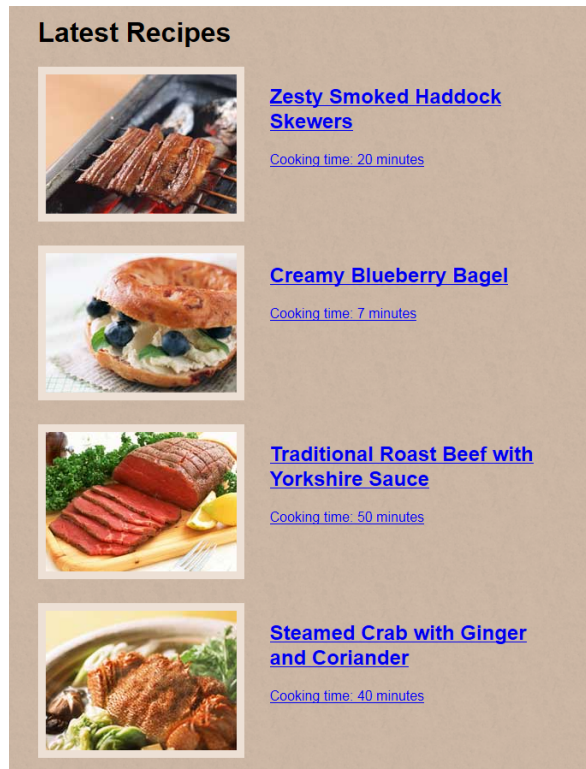 Latest Recipes
Zesty Smoked Haddock
Skewers
Cooking time: 20 minutes
Creamy Blueberry Bagel
Cooking time: 7 minutes
Traditional Roast Beef with
Yorkshire Sauce
Cooking time: 50 minutes
Steamed Crab with Ginger
and Coriander
Cooking time: 40 minutes